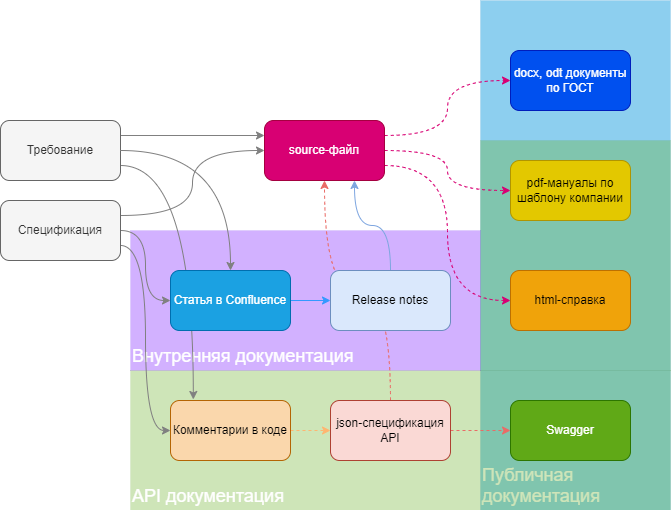 docx, odt документы
по ГОСТ
Требование
source-файл
pdf-мануалы по
шаблону компании
Спецификация
Статья в Confluence
Release notes
html-справка
Внутренняя документация
Комментарии в коде
json-спецификация
API
Swagger
API документация
Публичная
документация